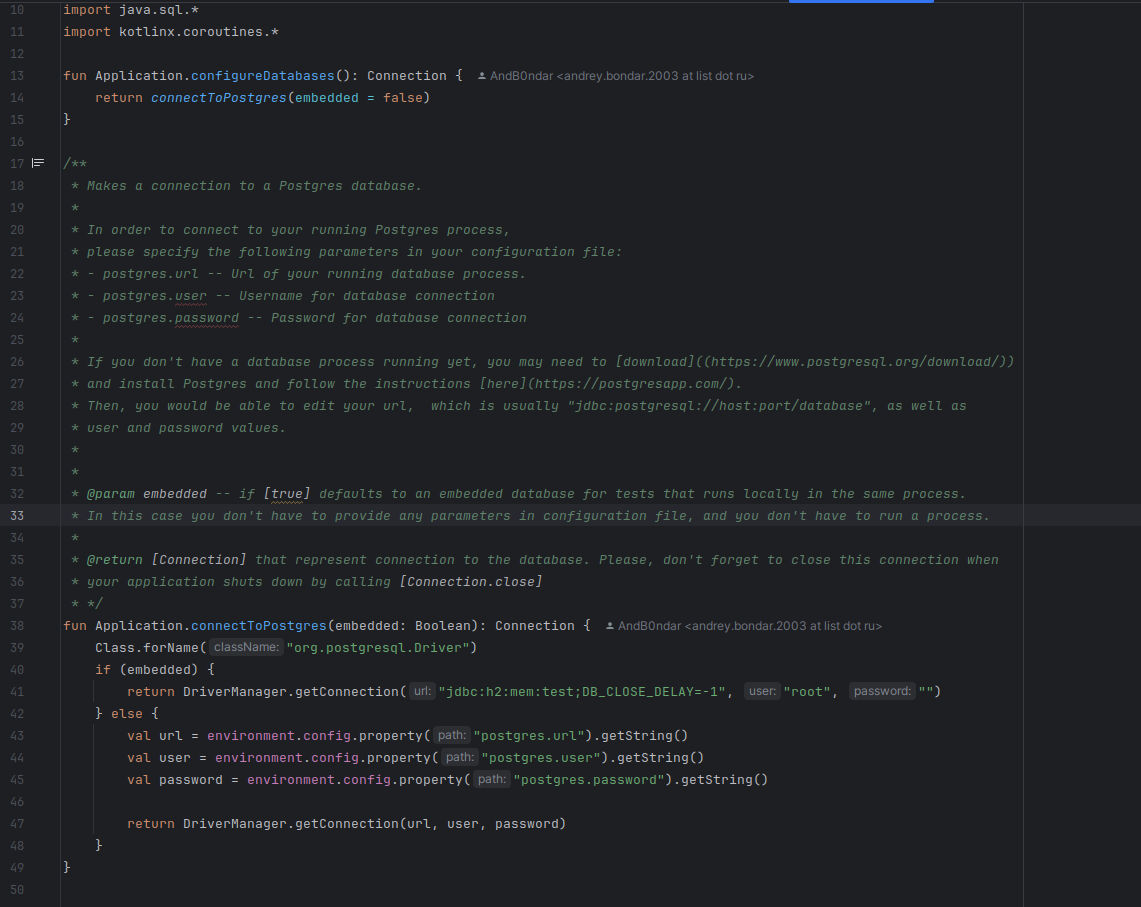 10 import java.sql.*
11 import kotlinx.coroutines.*
12
13 fun Application.configureDatabases(): Connection { AndB0ndar <andrey.bondar.2003 at list dot ru>
14 return connectToPostgres(embedded = false)
15 }
16
17 /**
18 * Makes a connection to a Postgres database.
19 *
20 * In order to connect to your running Postgres process,
21 * please specify the following parameters in your configuration file:
22 * - postgres.url -- Url of your running database process.
23 * - postgres.user -- Username for database connection
24 * - postgres.password -- Password for database connection
25 *
26 * If you don't have a database process running yet, you may need to [download]((https://www.postgresql.org/download/))
27 * and install Postgres and follow the instructions [here](https://postgresapp.com/).
28 * Then, you would be able to edit your url,  which is usually "jdbc:postgresql://host:port/database", as well as
29 * user and password values.
30 *
31 *
32 * @param embedded -- if [true] defaults to an embedded database for tests that runs locally in the same process.
33 * In this case you don't have to provide any parameters in configuration file, and you don't have to run a process.
34 *
35 * @return [Connection] that represent connection to the database. Please, don't forget to close this connection when
36 * your application shuts down by calling [Connection.close]
37 * */
38 fun Application.connectToPostgres(embedded: Boolean): Connection { AndB0ndar <andrey.bondar.2003 at list dot ru>
39 Class.forName( className: "org.postgresql.Driver")
40 if (embedded) {
41 return DriverManager.getConnection( url: "jdbc:h2:mem:test;DB_CLOSE_DELAY=-1", user: "root", password: "")
42 } else {
43 val url = environment.config.property( path: "postgres.url").getString()
44 val user = environment.config.property( path: "postgres.user").getString()
45 val password = environment.config.property( path: "postgres.password").getString()
46
47 return DriverManager.getConnection(url, user, password)
48 }
49 }
50